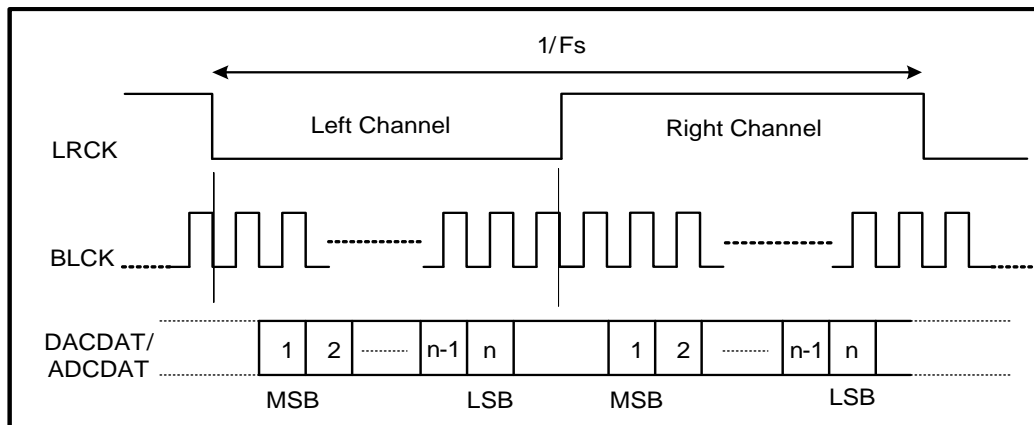 1/Fs
Left Channel
Right Channel
LRCK
BLCK
DACDAT/
ADCDAT
1 2 n-1 n 1 2 n-1 n
MSB LSB MSB LSB